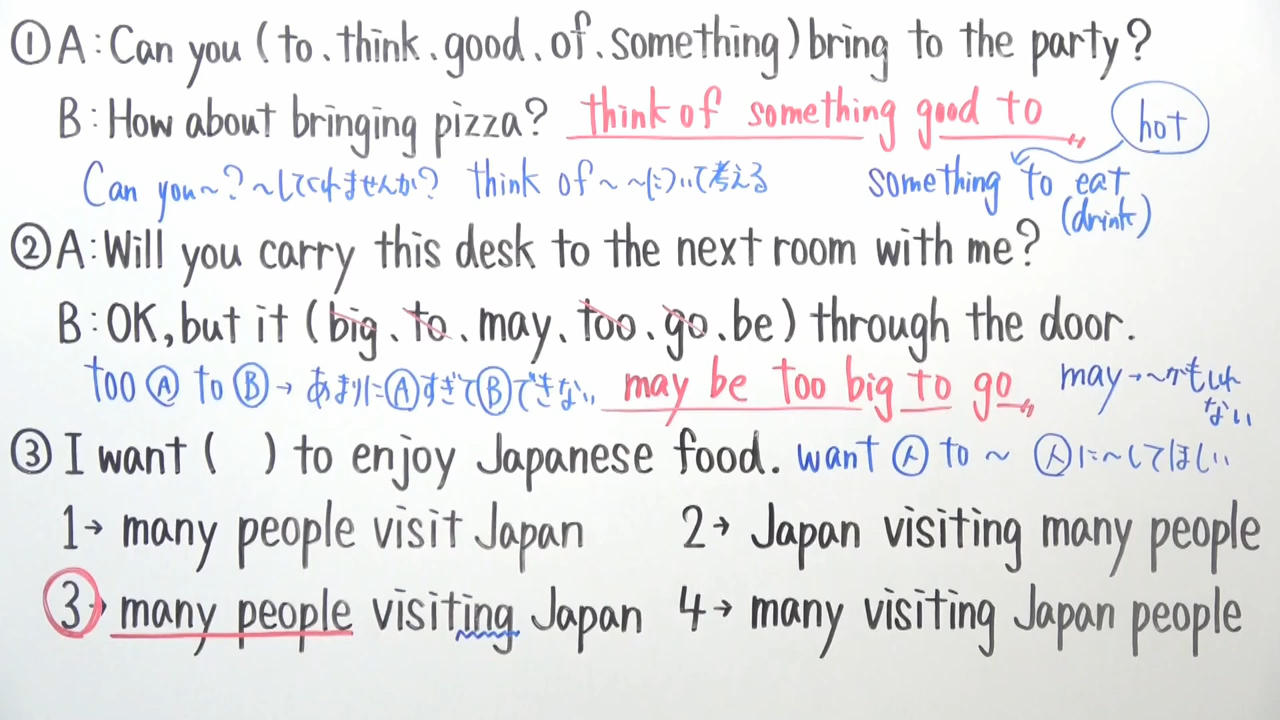 ①A:Can you (to.think.good.of.something) bring to the party?
B:How about bringing pizza? think of something good to
hot
Can you~?~してくれませんか? think of~ ~について考える something to eat
(drink)
②A:Will you carry this desk to the next room with me?
B:OK,but it (big.to.may.too.go.be) through the door.
too Ⓐ to Ⓑ→あまりにⒶすぎてⒷできない may be too big to go may→~かもしれ
ない
③I want ( ) to enjoy Japanese food. want 人 to ~ 人に~してほしい
1→ many people visit Japan 2→ Japan visiting many people
3→ many people visiting Japan 4→ many visiting Japan people